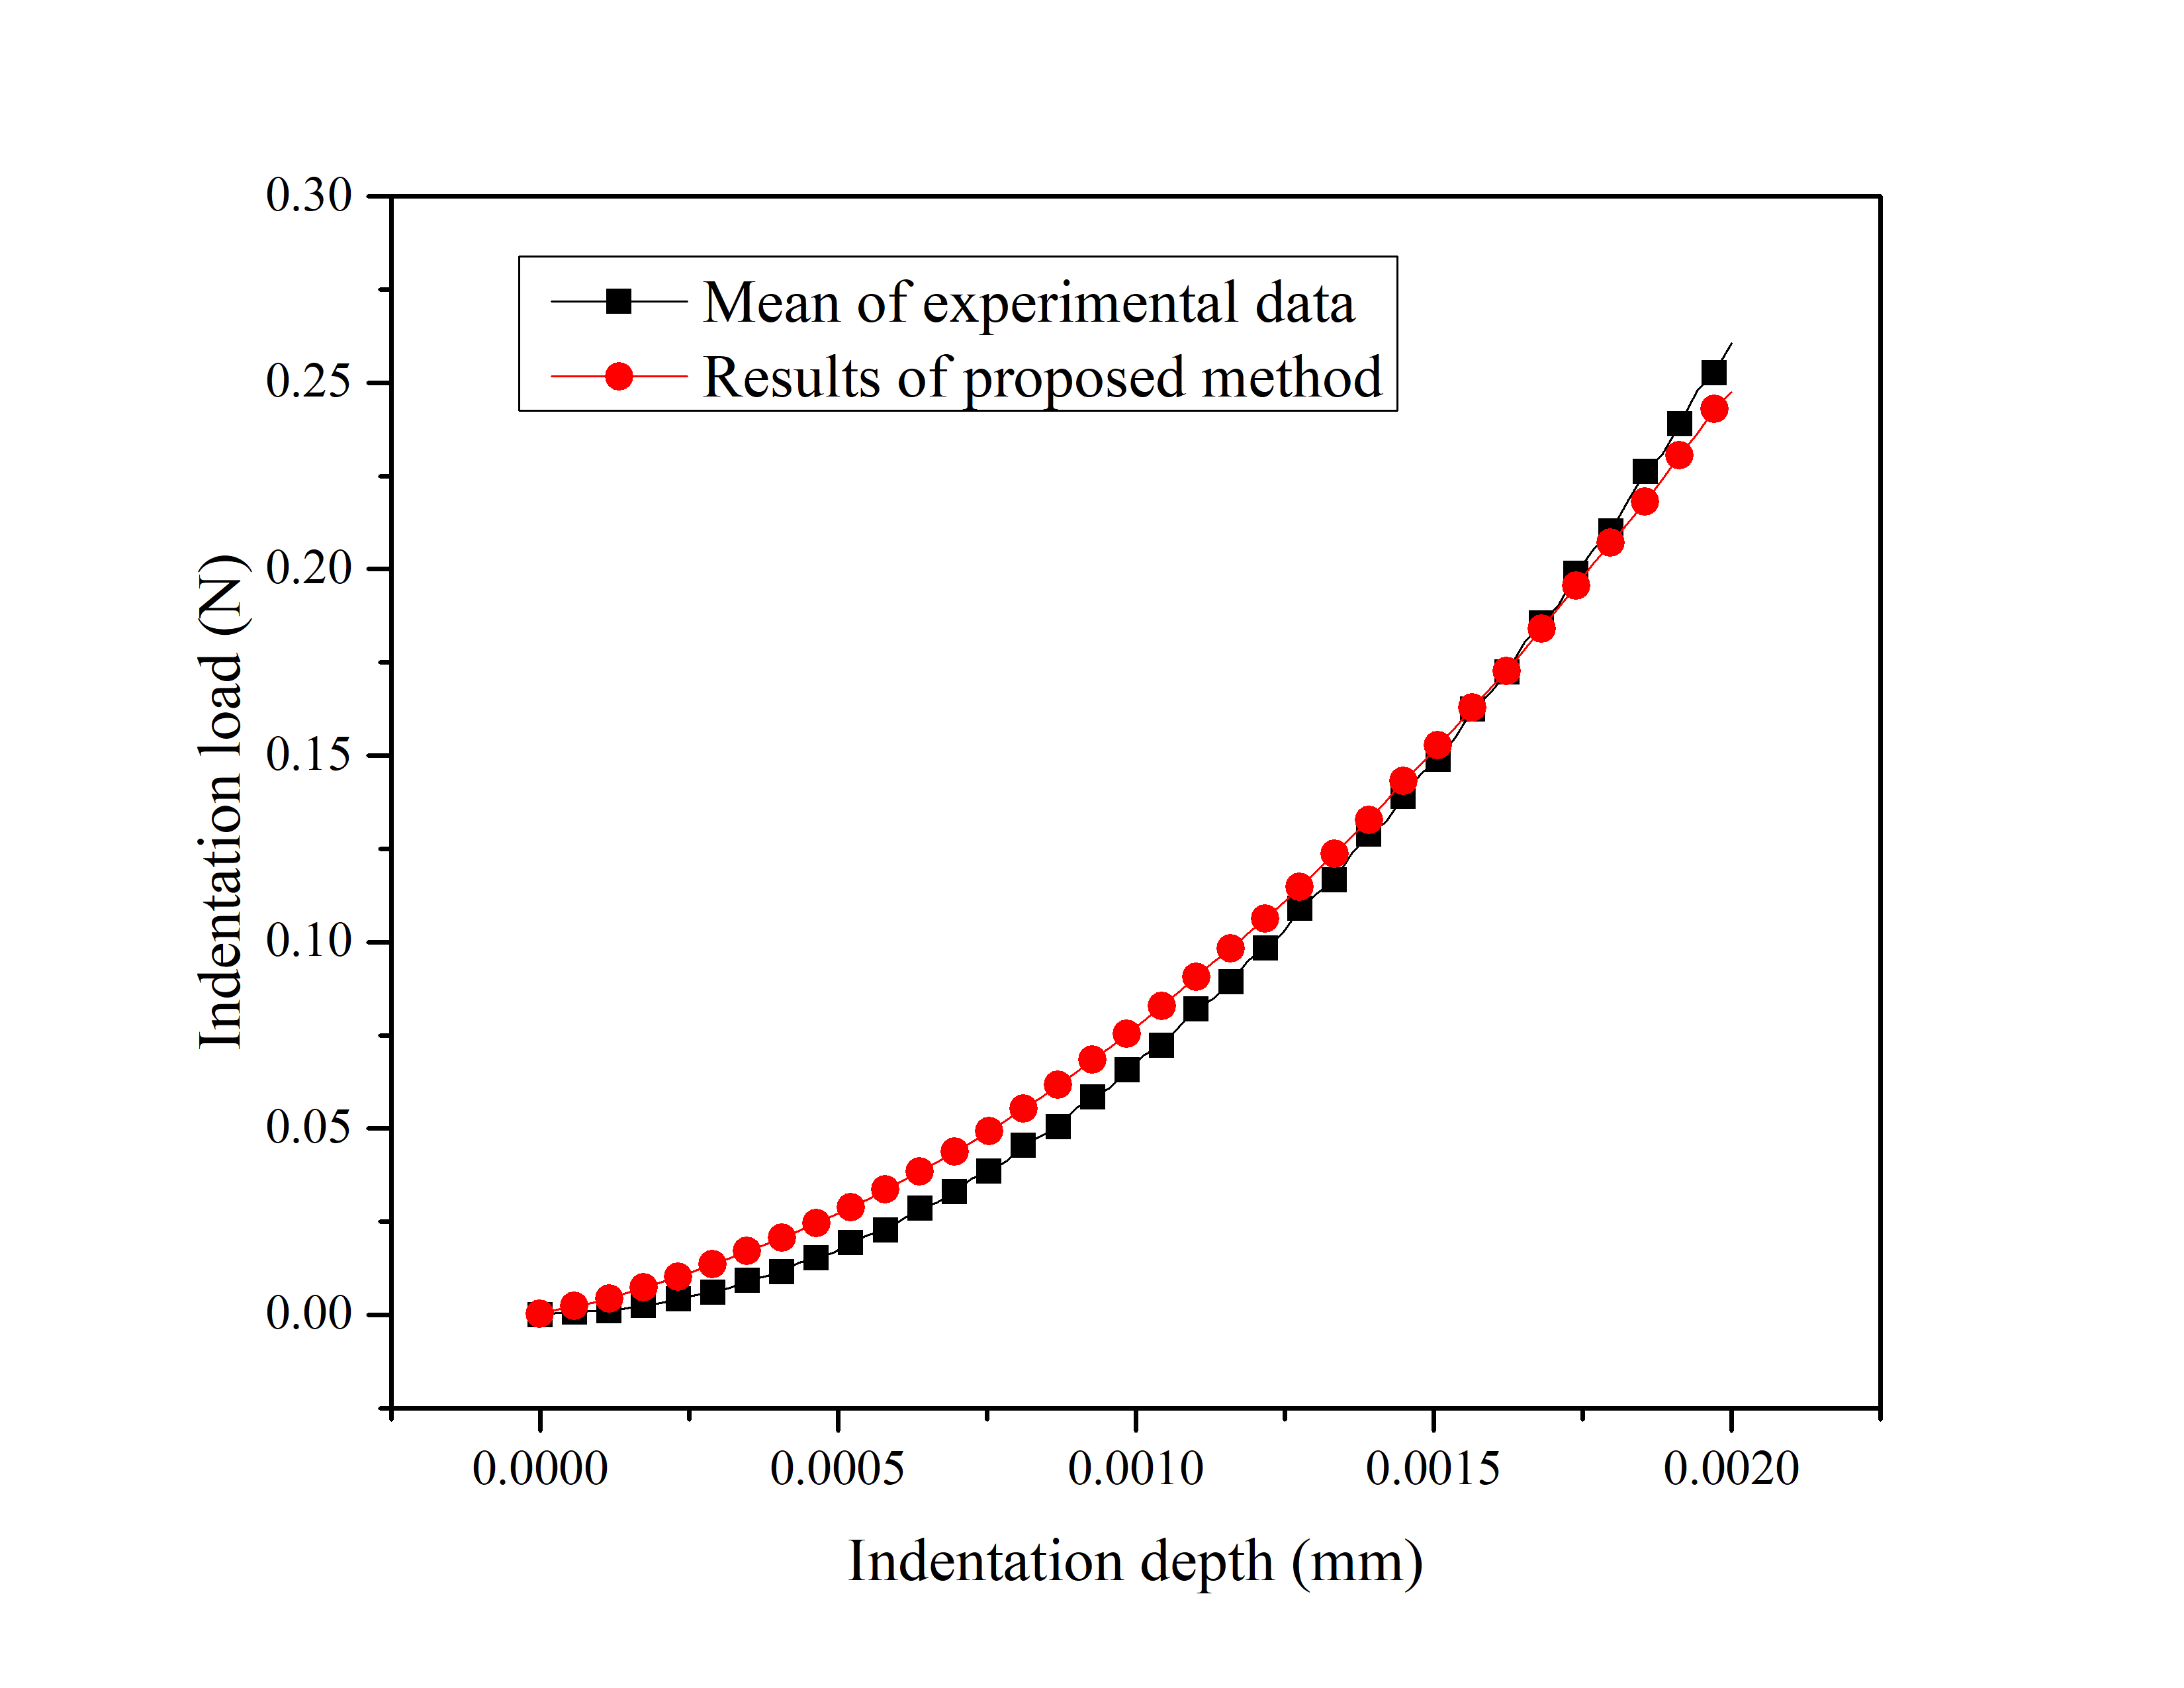 0.30
0.25
0.20
0.15
0.10
0.05
0.00
Indentation load (N)
Mean of experimental data
Results of proposed method
0.0000 0.0005 0.0010 0.0015 0.0020
Indentation depth (mm)